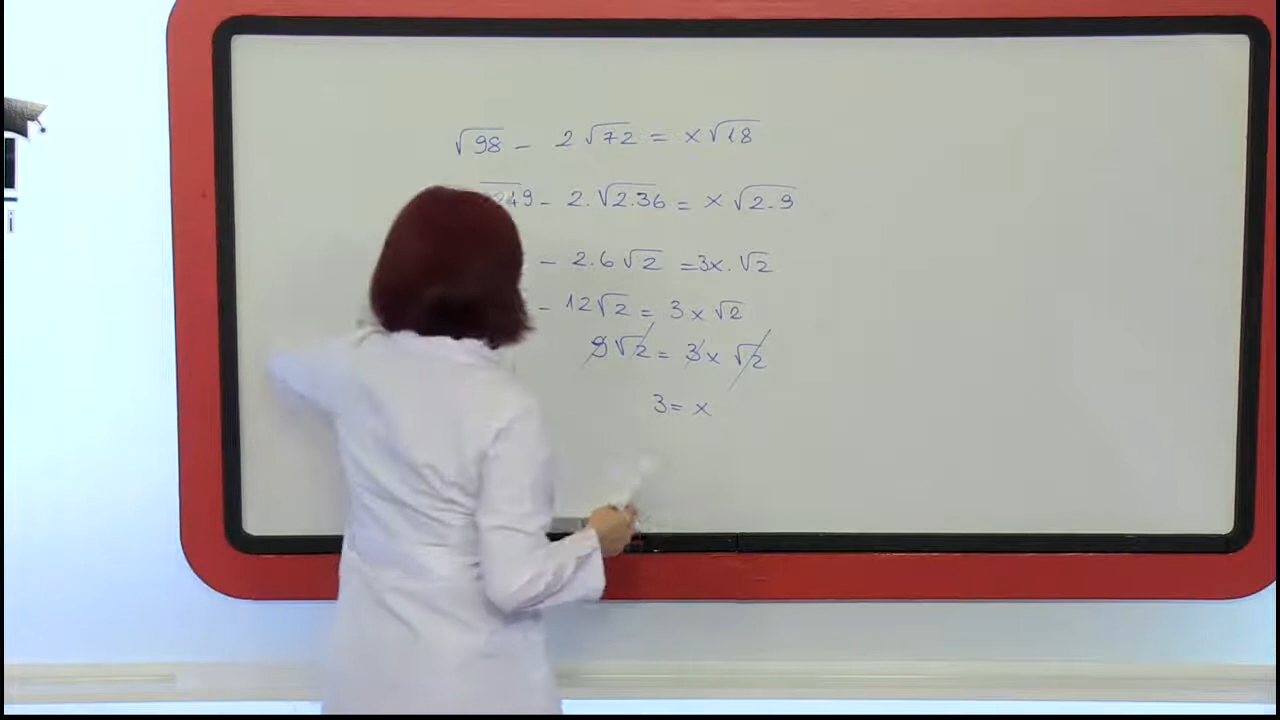 √98 - 2√72 = x√18
49 - 2.√2.36 = x√2.9
- 2.6√2 = 3x.√2
- 12√2 = 3x√2
9√2 = 3x√2
3 = x
i